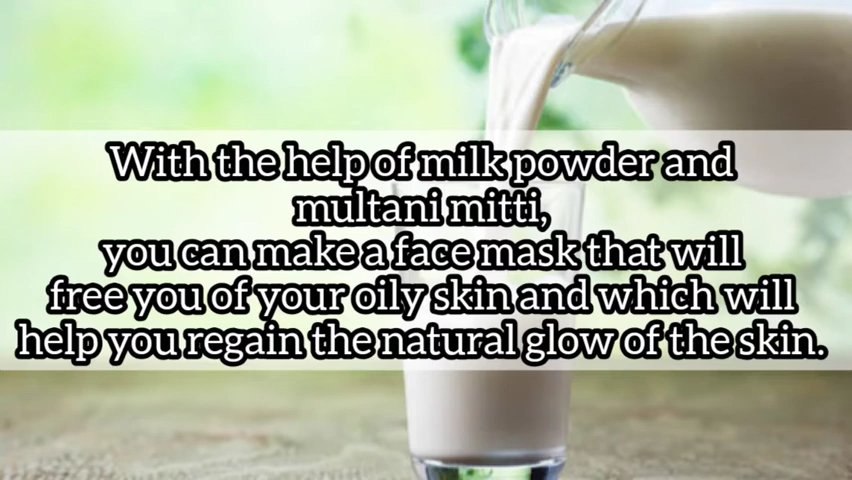 With the help of milk powder and
multani mitti,
you can make a face mask that will
free you of your oily skin and which will
help you regain the natural glow of the skin.